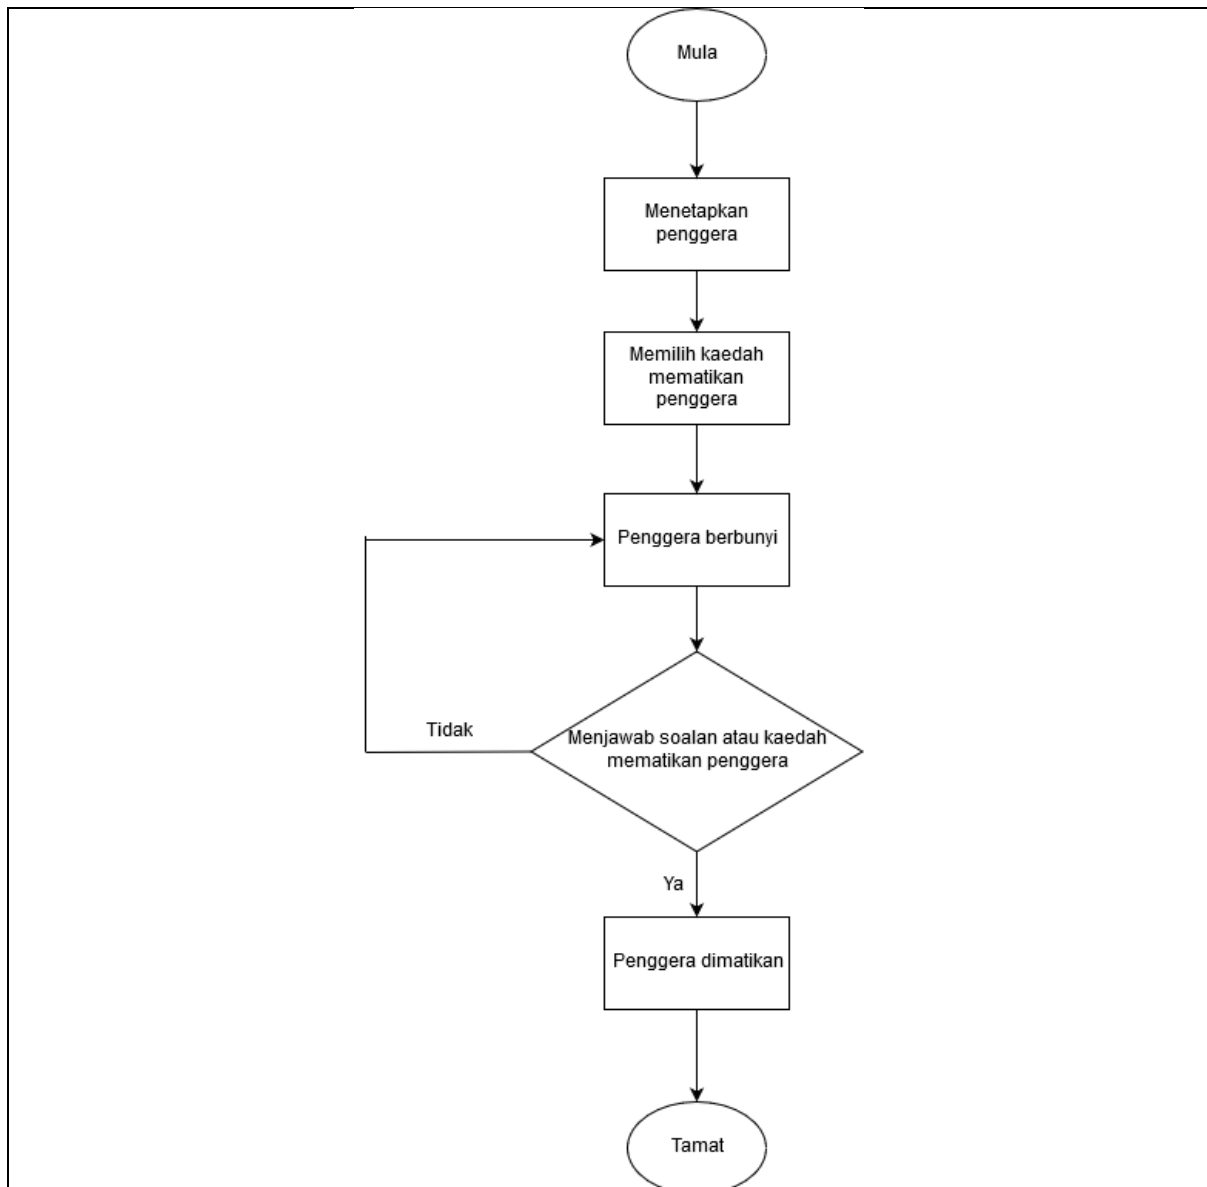 Mula
Menetapkan
penggera
Memilih kaedah
mematikan
penggera
Penggera berbunyi
Tidak
Menjawab soalan atau kaedah
mematikan penggera
Ya
Penggera dimatikan
Tamat